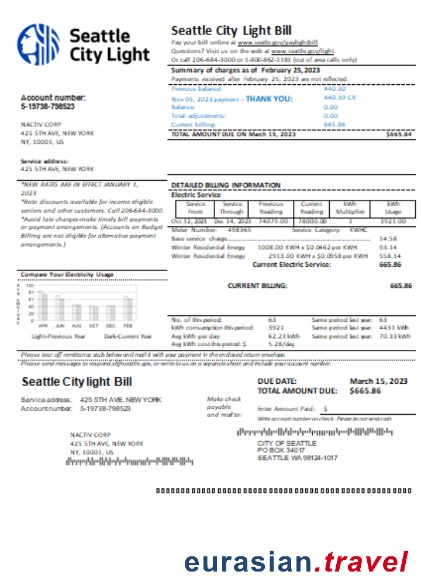 Seattle
City Light
Seattle City Light Bill
Pay your bill online at www.seattle.gov/paylightbill
Questions? Visit us on the web at www.seattle.gov/light
Or call 206-684-3000 or 1-800-862-1181 (out of area calls only)
Summary of charges as of February 25, 2023
Payments received after February 25, 2023 are not reflected.
Previous balance: 440.30
Nov 05, 2023 payment – THANK YOU: 440.30 CR
Balance: 0.00
Total adjustments: 0.00
Current billing: 665.86
TOTAL AMOUNT DUE ON March 15, 2023 $665.84
Account number:
5-19738-798523
NACTIV CORP
425 5TH AVE, NEW YORK
NY, 10001, US
Service address:
425 5TH AVE, NEW YORK
*NEW RATES ARE IN EFFECT JANUARY 1,
2023
*Rate discounts available for income eligible
seniors and other customers. Call 206-684-3000.
*Avoid late charges-make timely bill payments
or payment arrangements. (Accounts on Budget
Billing are not eligible for alternative payment
arrangements.)
DETAILED BILLING INFORMATION
Electric Service
Service From Service Through Previous Reading Current Reading kWh Multiplier kWh Usage
Oct 12, 2023 Dec 14, 2023 74079.00 78000.00 1 3921.00
Meter Number: 498365 Service Category: KWHC
Base service charge 14.58
Winter Residential Energy 1008.00 KWH x $0.0462 per KWH 93.14
Winter Residential Energy 2913.00 KWH x $0.0958 per KWH 558.14
Current Electric Service: 665.86
Compare Your Electricity Usage
CURRENT BILLING: 665.86
100
APR JUN AUG OCT DEC FEB
Light-Previous Year Dark-Current Year
No. of this period: 63 Same period last year: 63
kWh consumption this period: 3921 Same period last year: 4431 kWh
Avg kWh per day: 62.23 kWh Same period last year: 70.33 kWh
Avg kWh cost this period: $ 5.28/day
Please tear off remittance stub below and mail it with your payment in the enclosed return envelope.
Please send messages to respond@seattle.gov, or write to us on a separate sheet and include your account number.
Seattle City light Bill
Service address: 425 5TH AVE, NEW YORK
Account number: 5-19738-798523
Make check
payable
and mail to:
DUE DATE: March 15, 2023
TOTAL AMOUNT DUE: $665.86
Enter Amount Paid: $
Write account number on check. Please do not send cash.
NACTIV CORP
425 5TH AVE, NEW YORK
NY, 10001, US
CITY OF SEATTLE
PO BOX 34017
SEATTLE WA 98124-1017
eurasian.travel